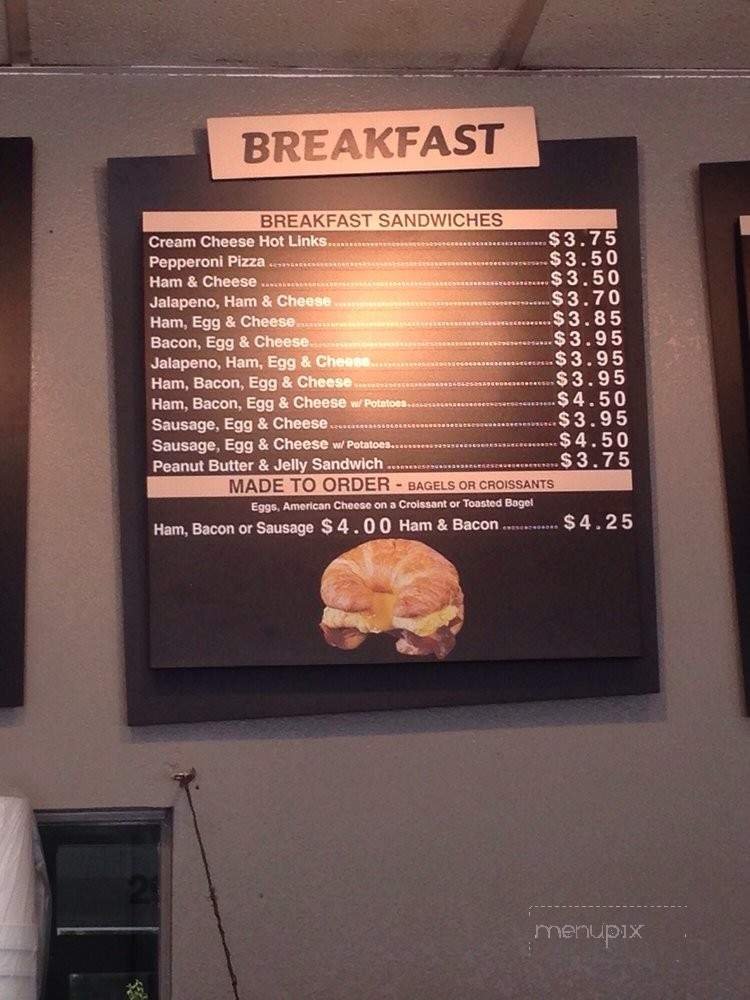 BREAKFAST
BREAKFAST SANDWICHES
Cream Cheese Hot Links $3.75
Pepperoni Pizza $3.50
Ham & Cheese $3.50
Jalapeno, Ham & Cheese $3.70
Ham, Egg & Cheese $3.85
Bacon, Egg & Cheese $3.95
Jalapeno, Ham, Egg & Cheese $3.95
Ham, Bacon, Egg & Cheese $3.95
Ham, Bacon, Egg & Cheese w/ Potatoes $4.50
Sausage, Egg & Cheese $3.95
Sausage, Egg & Cheese w/ Potatoes $4.50
Peanut Butter & Jelly Sandwich $3.75
MADE TO ORDER - BAGELS OR CROISSANTS
Eggs, American Cheese on a Croissant or Toasted Bagel
Ham, Bacon or Sausage $4.00 Ham & Bacon $4.25
menupix